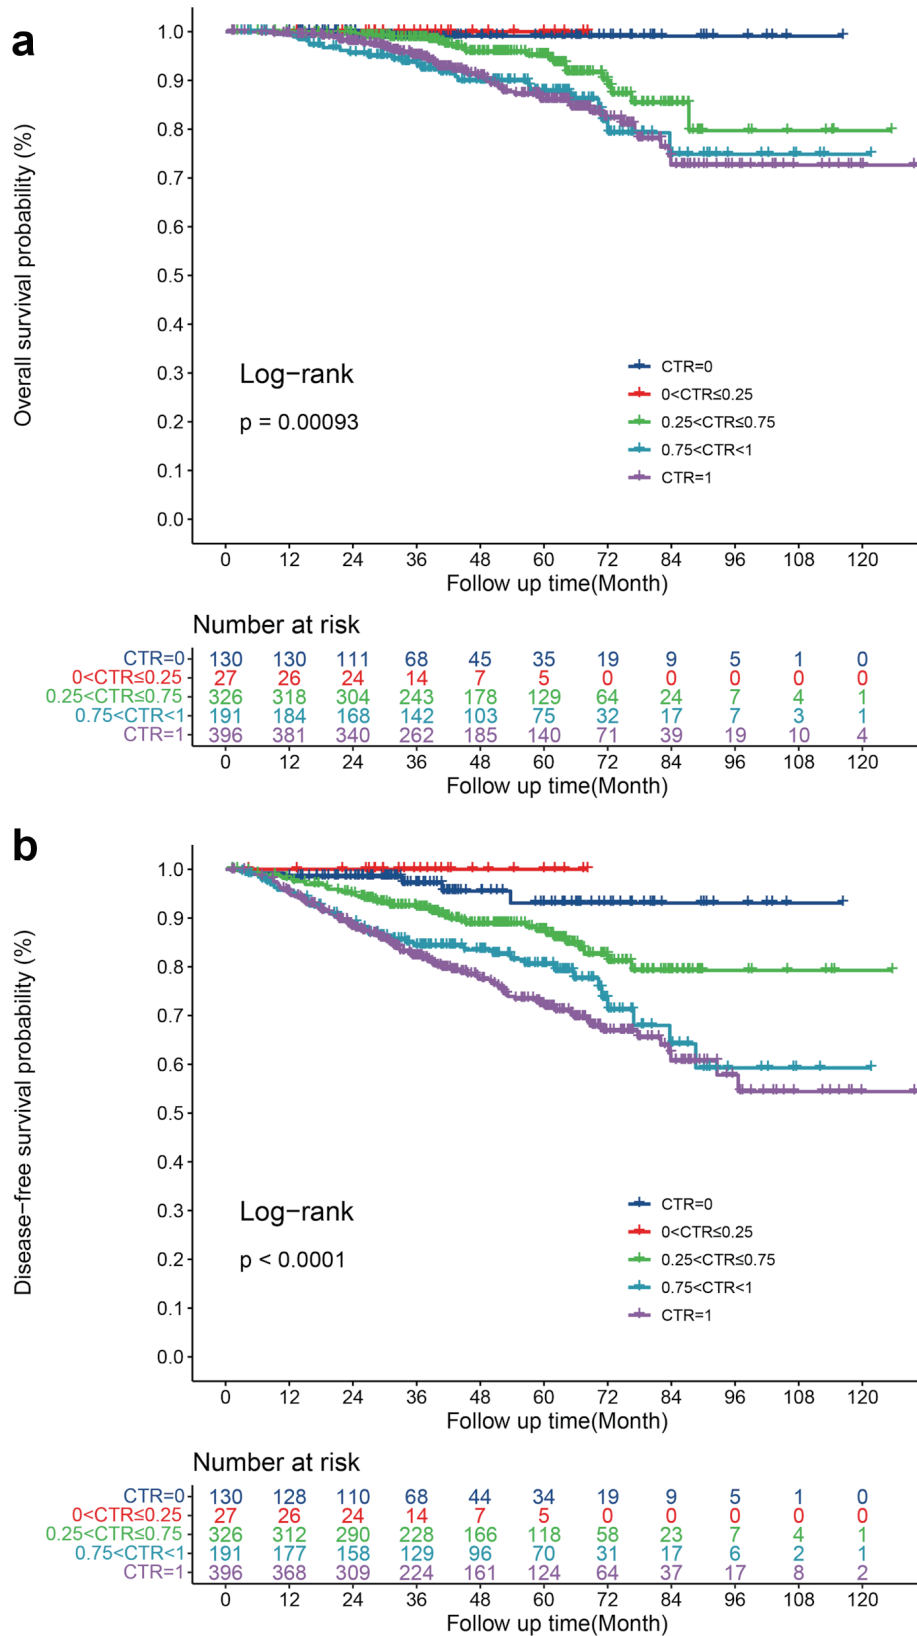 a
Overall survival probability (%)
1.0
0.9
0.8
0.7
0.6
0.5
0.4
0.3
0.2
0.1
0.0
Log−rank
p = 0.00093
CTR=0
0<CTR≤0.25
0.25<CTR≤0.75
0.75<CTR<1
CTR=1
0 12 24 36 48 60 72 84 96 108 120
Follow up time(Month)
Number at risk
CTR=0 130 130 111 68 45 35 19 9 5 1 0
0<CTR≤0.25 27 26 24 14 7 5 0 0 0 0 0
0.25<CTR≤0.75 326 318 304 243 178 129 64 24 7 4 1
0.75<CTR<1 191 184 168 142 103 75 32 17 7 3 1
CTR=1 396 381 340 262 185 140 71 39 19 10 4
0 12 24 36 48 60 72 84 96 108 120
Follow up time(Month)
b
Disease−free survival probability (%)
1.0
0.9
0.8
0.7
0.6
0.5
0.4
0.3
0.2
0.1
0.0
Log−rank
p < 0.0001
CTR=0
0<CTR≤0.25
0.25<CTR≤0.75
0.75<CTR<1
CTR=1
0 12 24 36 48 60 72 84 96 108 120
Follow up time(Month)
Number at risk
CTR=0 130 128 110 68 44 34 19 9 5 1 0
0<CTR≤0.25 27 26 24 14 7 5 0 0 0 0 0
0.25<CTR≤0.75 326 312 290 228 166 118 58 23 7 4 1
0.75<CTR<1 191 177 158 129 96 70 31 17 6 2 1
CTR=1 396 368 309 224 161 124 64 37 17 8 2
0 12 24 36 48 60 72 84 96 108 120
Follow up time(Month)